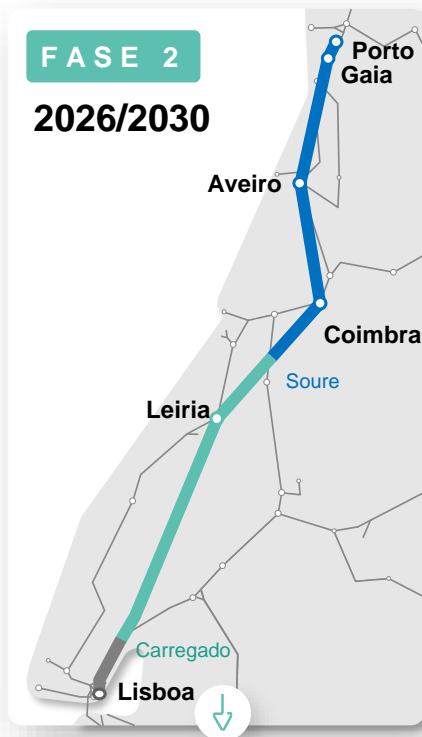 FASE 2
2026/2030
Porto
Gaia
Aveiro
Coimbra
Soure
Leiria
Carregado
Lisboa